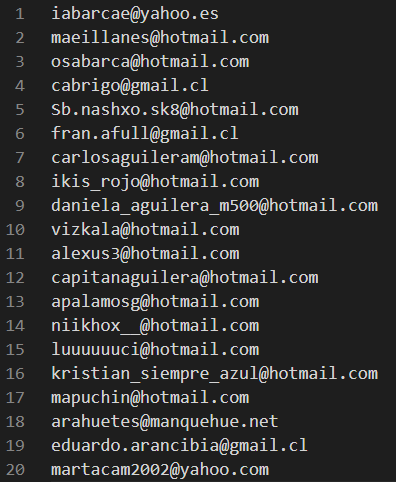 1 iabarcae@yahoo.es
2 maeillanes@hotmail.com
3 osabarca@hotmail.com
4 cabrigo@gmail.cl
5 Sb.nashxo.sk8@hotmail.com
6 fran.afull@gmail.cl
7 carlosaguileram@hotmail.com
8 ikis_rojo@hotmail.com
9 daniela_aguilera_m500@hotmail.com
10 vizkala@hotmail.com
11 alexus3@hotmail.com
12 capitanaguilera@hotmail.com
13 apalamosg@hotmail.com
14 niikhox__@hotmail.com
15 luuuuuuci@hotmail.com
16 kristian_siempre_azul@hotmail.com
17 mapuchin@hotmail.com
18 arahuetes@manquehue.net
19 eduardo.arancibia@gmail.cl
20 martacam2002@yahoo.com